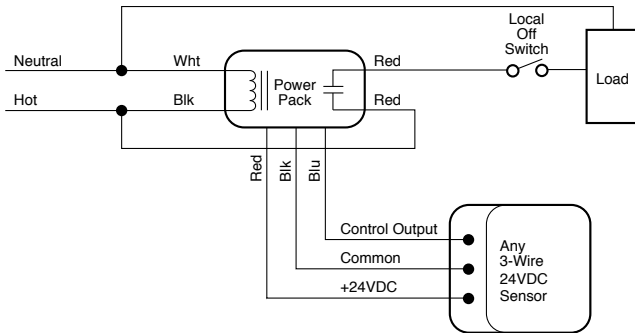 Local
Off
Switch
Neutral
Wht
Red
Power
Pack
Load
Hot
Blk
Red
Red
Blk
Blu
Control Output
Common
+24VDC
Any
3-Wire
24VDC
Sensor